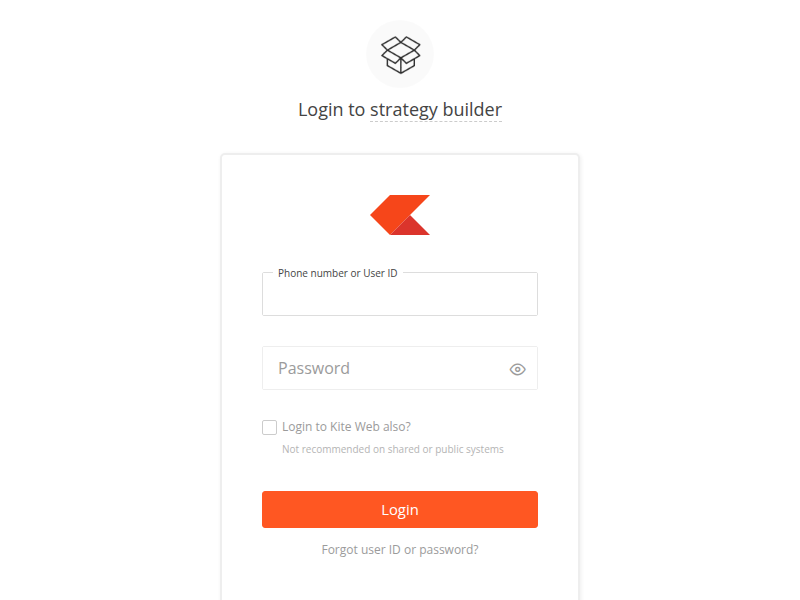 Login to strategy builder
Phone number or User ID
Password
Login to Kite Web also?
Not recommended on shared or public systems
Login
Forgot user ID or password?